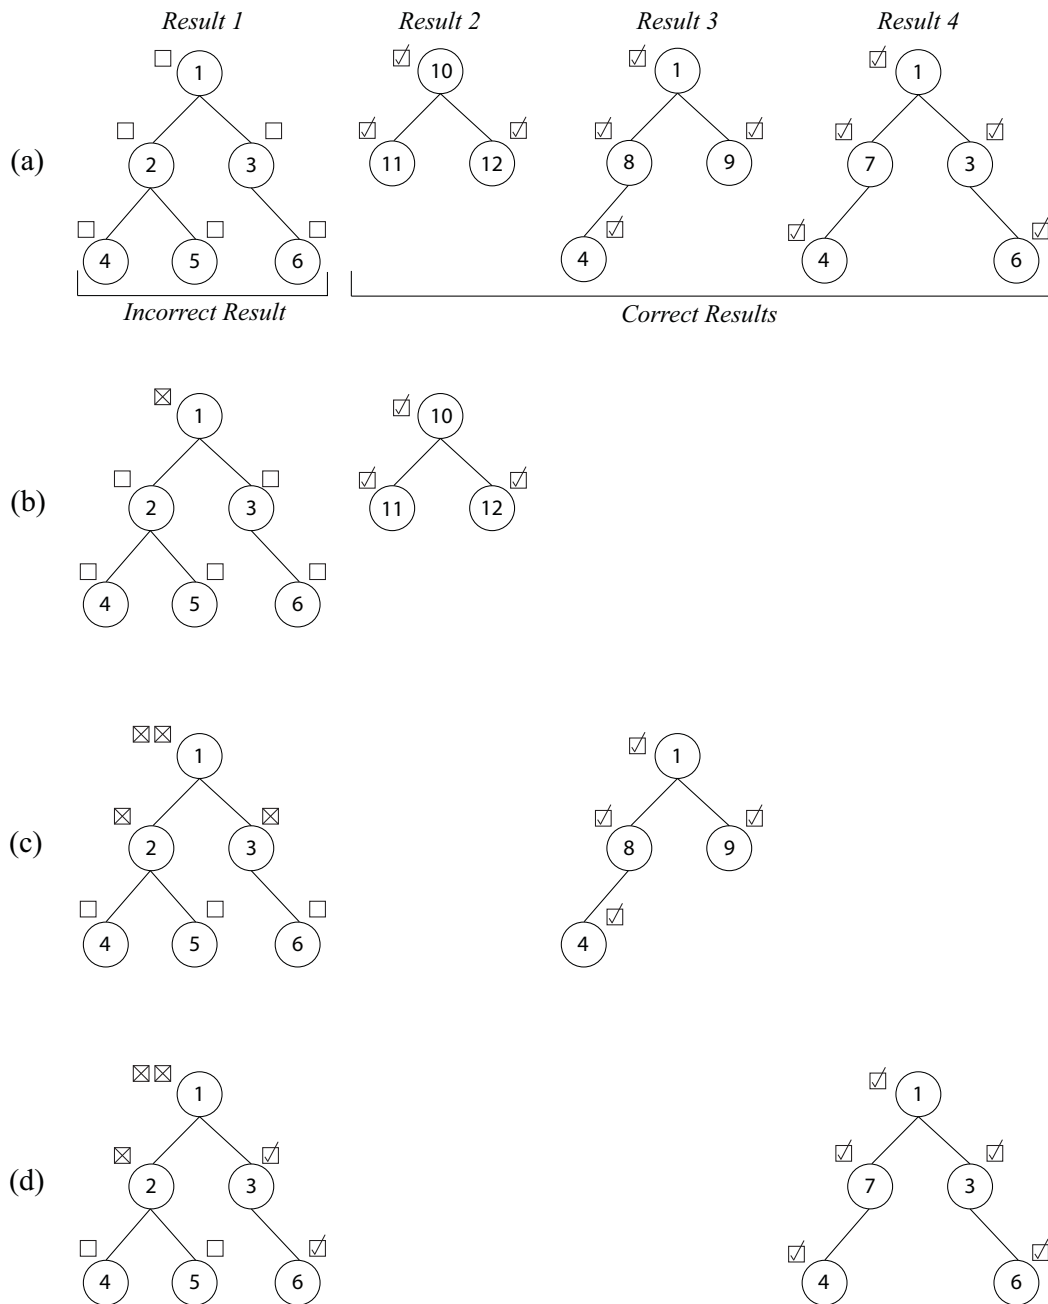 Result 1 Result 2 Result 3 Result 4
1 10 1 1
(a) 2 3 11 12 8 9 7 3
4 5 6 4 4 6
Incorrect Result Correct Results
1 10
(b) 2 3 11 12
4 5 6
1 1
(c) 2 3 8 9
4 5 6 4
1 1
(d) 2 3 7 3
4 5 6 4 6